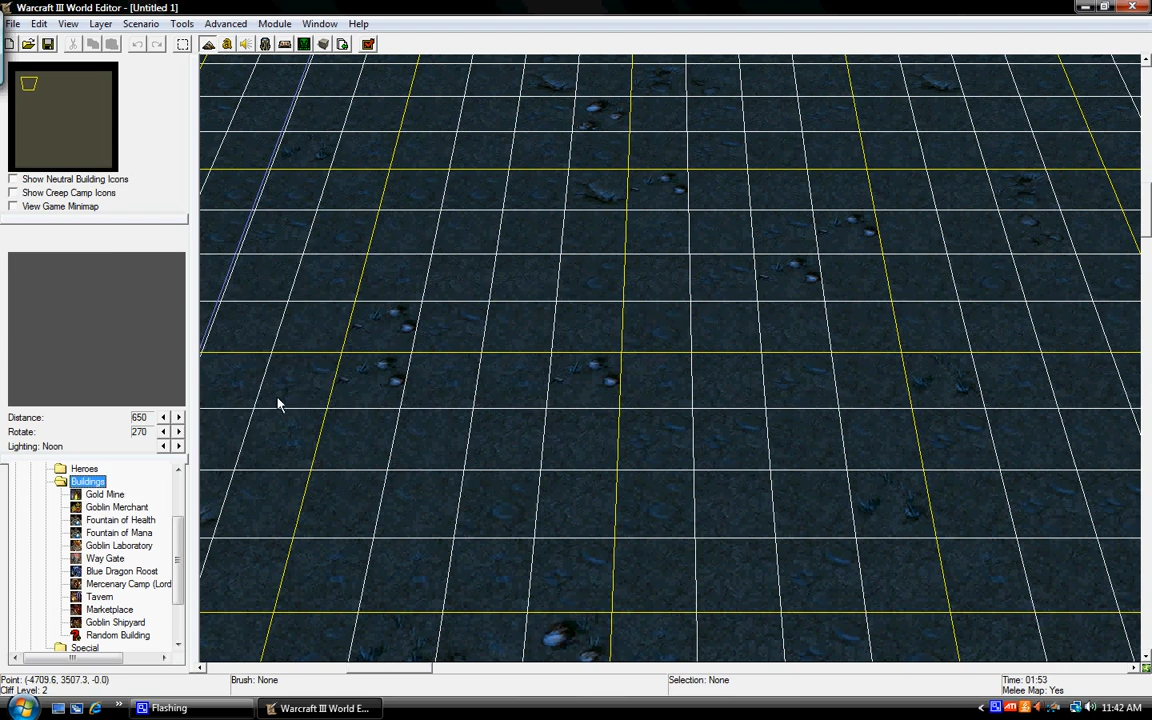 Warcraft III World Editor - [Untitled 1]
File Edit View Layer Scenario Tools Advanced Module Window Help
Show Neutral Building Icons
Show Creep Camp Icons
View Game Minimap
Distance: 650
Rotate: 270
Lighting: Noon
Heroes
Buildings
Gold Mine
Goblin Merchant
Fountain of Health
Fountain of Mana
Goblin Laboratory
Way Gate
Blue Dragon Roost
Mercenary Camp (Lord
Tavern
Marketplace
Goblin Shipyard
Random Building
Special
Point: (-4709.6, 3507.3, -0.0) Brush: None Selection: None Time: 01:53
Cliff Level: 2 Melee Map: Yes
Flashing Warcraft III World E... 11:42 AM